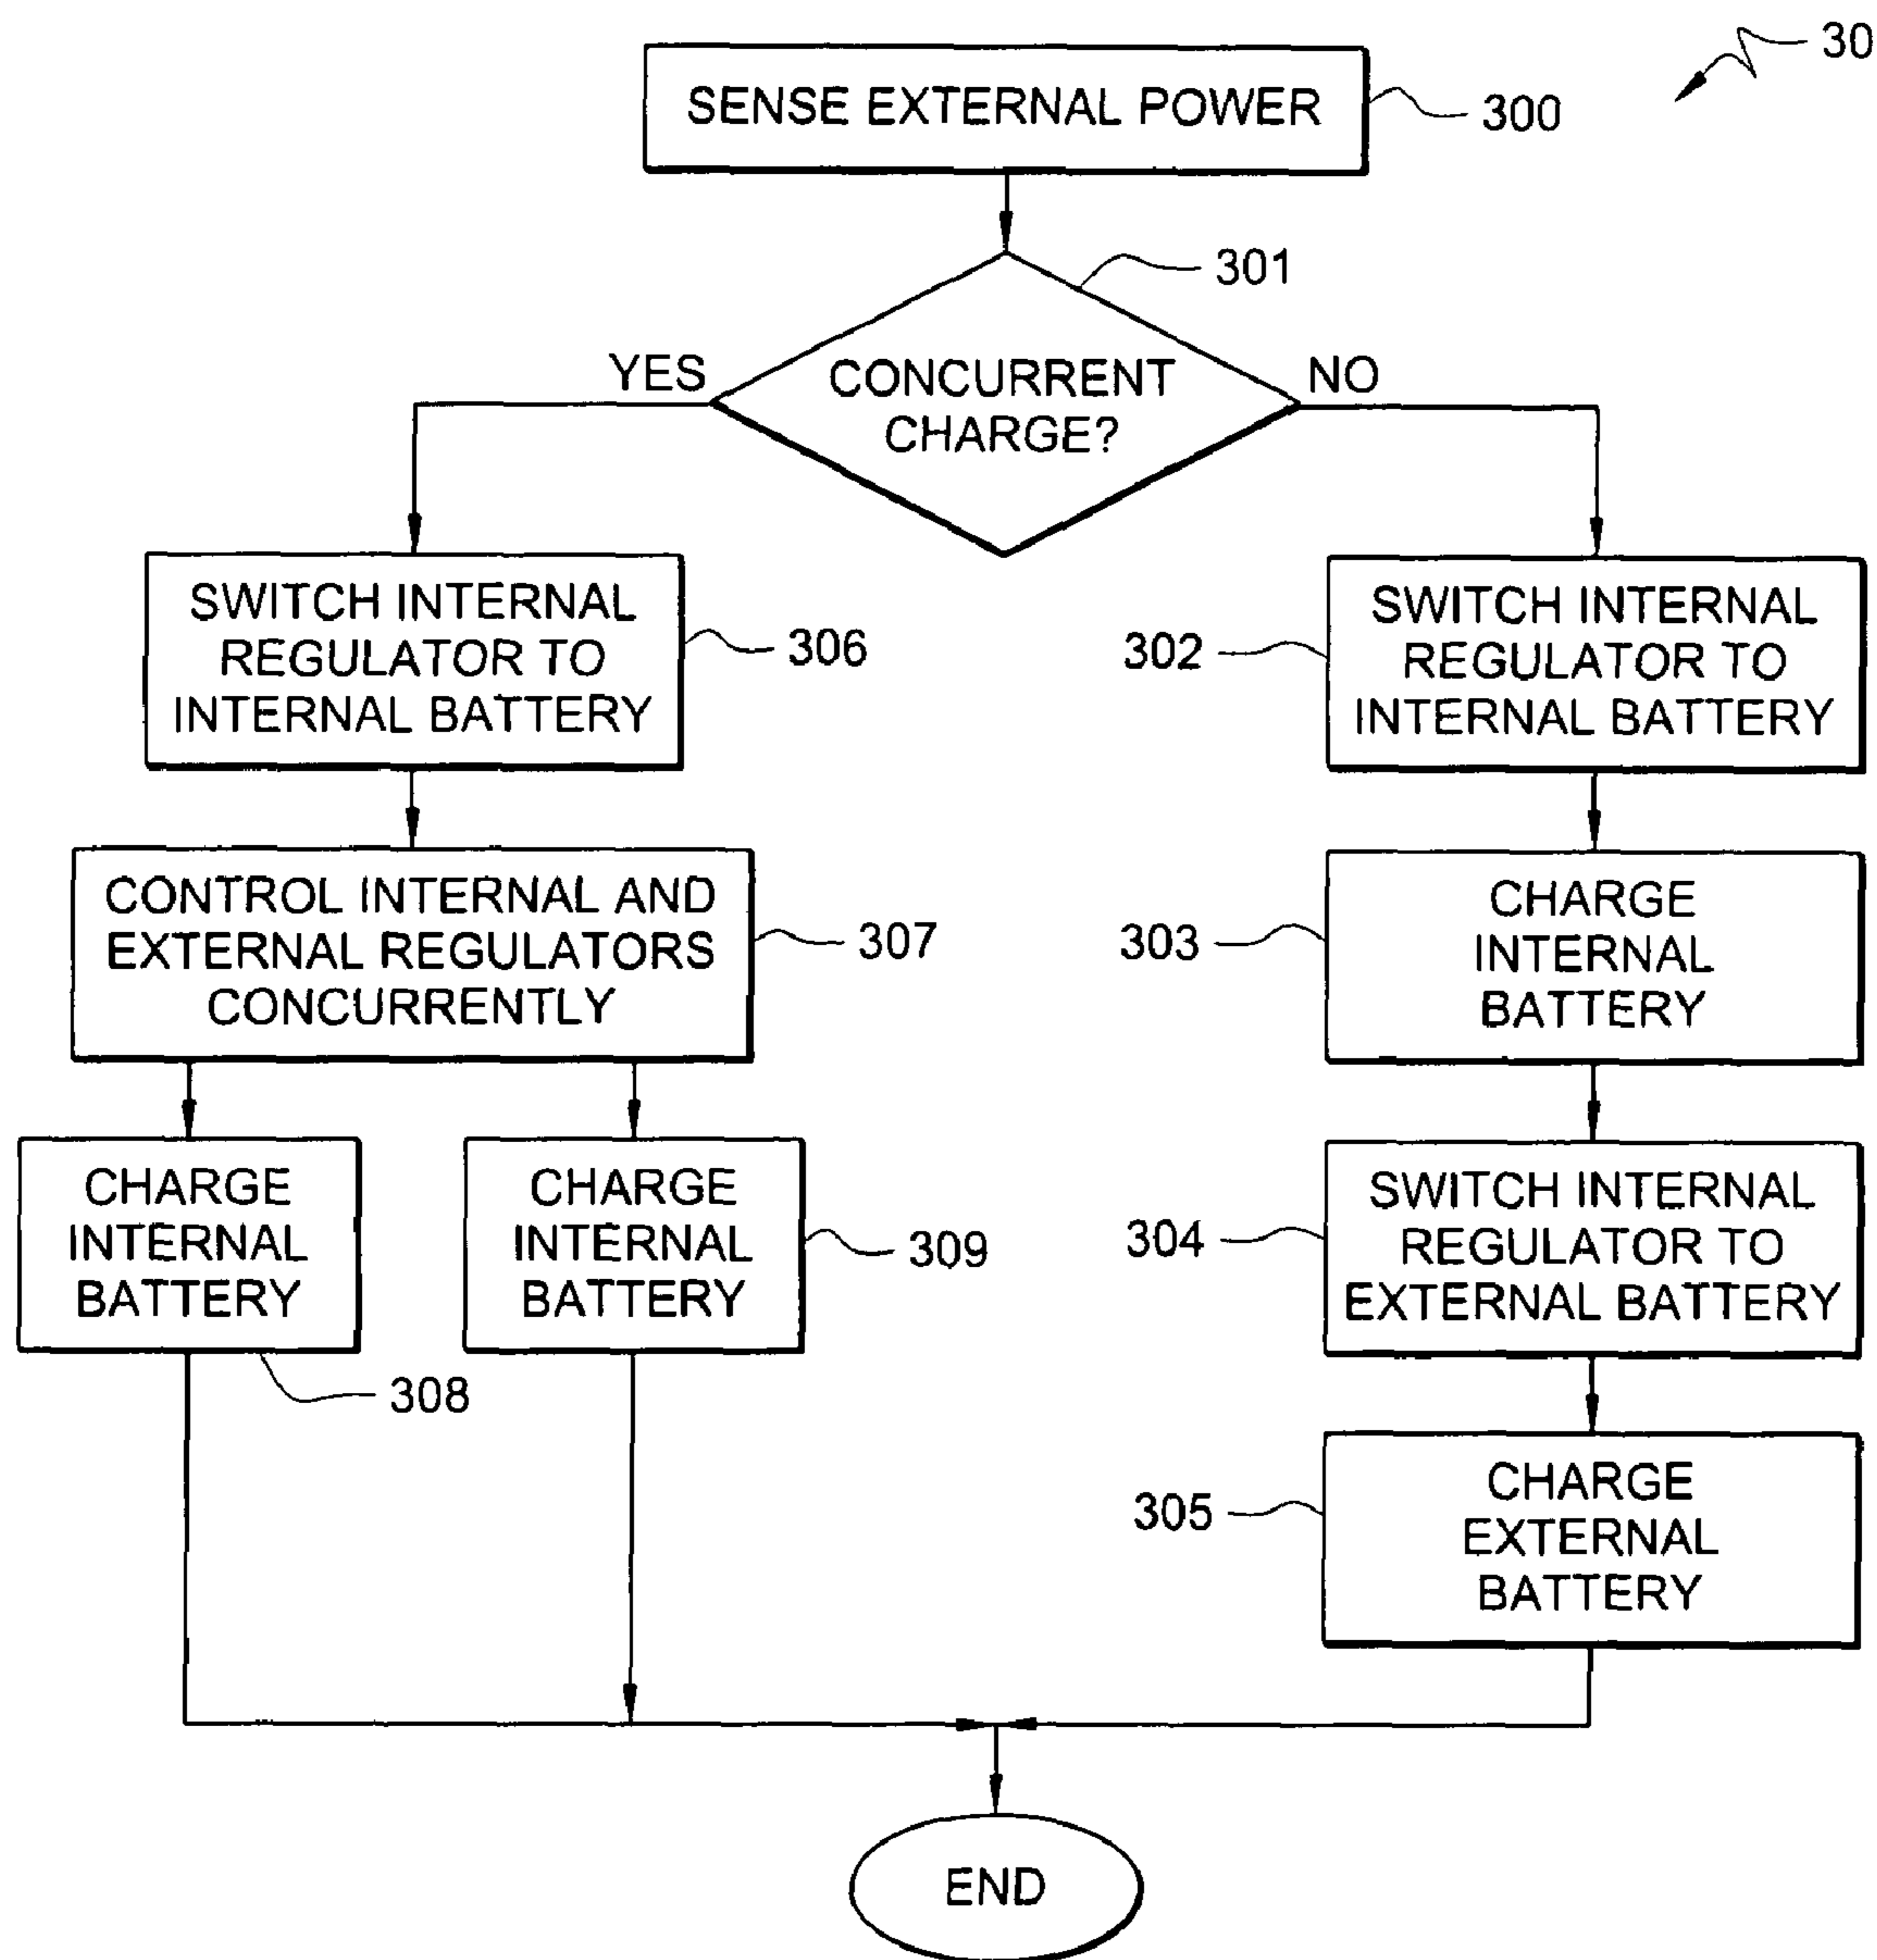 30
SENSE EXTERNAL POWER
300
301
CONCURRENT
CHARGE?
YES
NO
SWITCH INTERNAL
REGULATOR TO
INTERNAL BATTERY
306
302
SWITCH INTERNAL
REGULATOR TO
INTERNAL BATTERY
CONTROL INTERNAL AND
EXTERNAL REGULATORS
CONCURRENTLY
307
303
CHARGE
INTERNAL
BATTERY
CHARGE
INTERNAL
BATTERY
308
CHARGE
INTERNAL
BATTERY
309
304
SWITCH INTERNAL
REGULATOR TO
EXTERNAL BATTERY
305
CHARGE
EXTERNAL
BATTERY
END